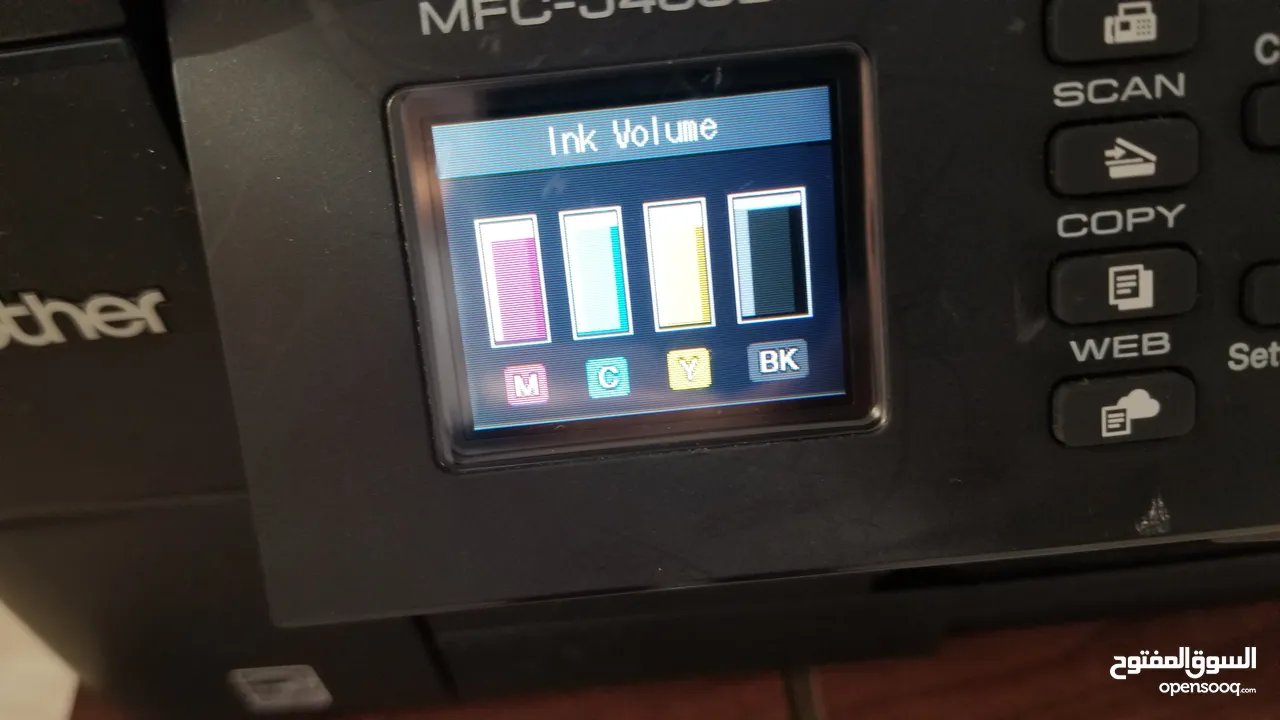 Ink Volume
M C Y BK
SCAN
COPY
WEB
السوق المفتوح
opensooq.com